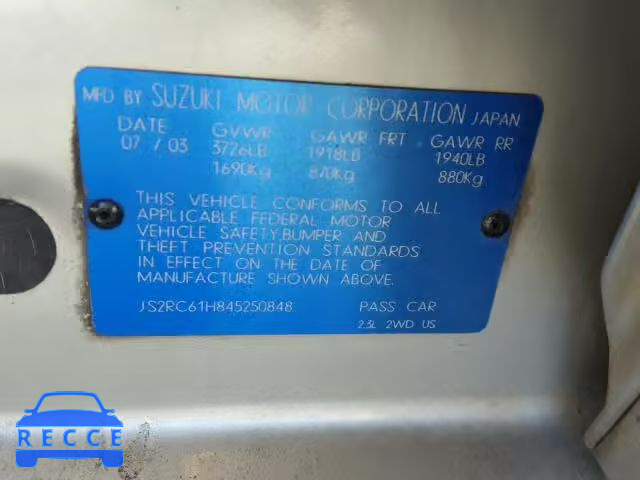 MFD BY SUZUKI MOTOR CORPORATION JAPAN
DATE GVWR GAWR FRT GAWR RR
07 / 03 3726LB 1918LB 1940LB
1690Kg 870Kg 880Kg
THIS VEHICLE CONFORMS TO ALL
APPLICABLE FEDERAL MOTOR
VEHICLE SAFETY,BUMPER AND
THEFT PREVENTION STANDARDS
IN EFFECT ON THE DATE OF
MANUFACTURE SHOWN ABOVE.
JS2RC61H845250848 PASS CAR
2.3L 2WD US
RECCE